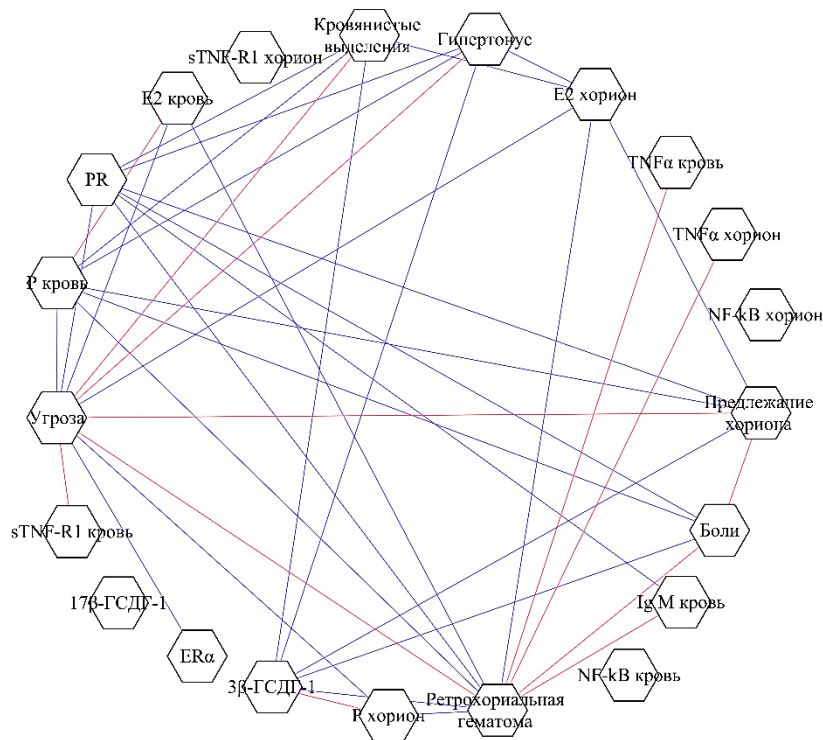 Кровянистые
выделения
Гипертонус
sTNF-R1 хорион
E2 кровь
E2 хорион
TNFα кровь
PR
TNFα хорион
P кровь
NF-kB хорион
Угроза
Предлежание
хориона
sTNF-R1 кровь
Боли
17β-ГСДГ-1
Ig M кровь
ERα
NF-kB кровь
3β-ГСДГ-1
P хорион
Ретрохориальная
гематома